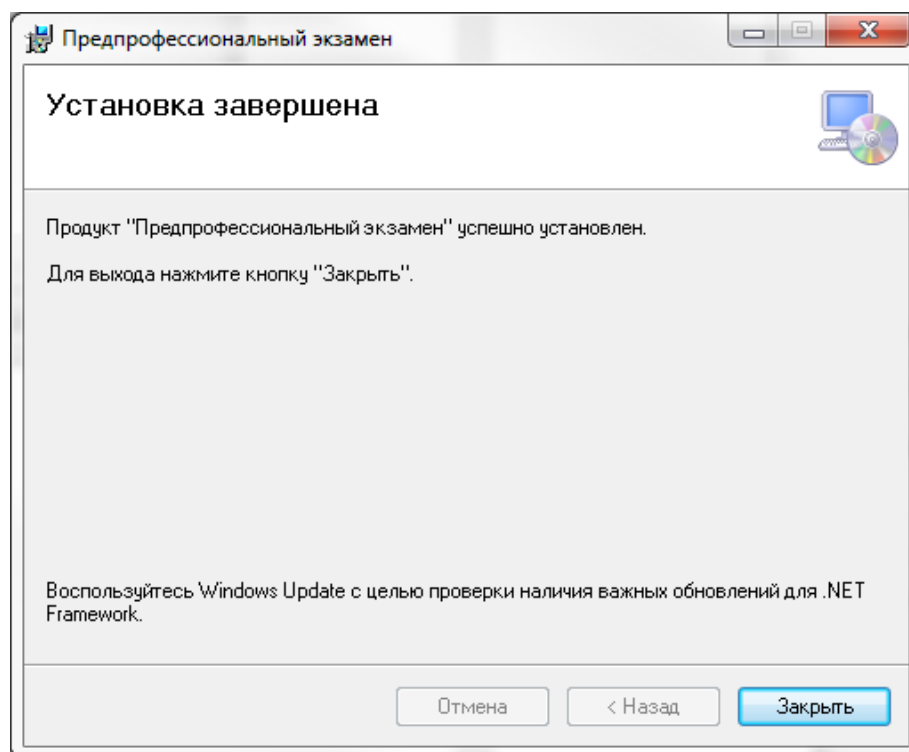 Предпрофессиональный экзамен
Установка завершена
Продукт "Предпрофессиональный экзамен" успешно установлен.
Для выхода нажмите кнопку "Закрыть".
Воспользуйтесь Windows Update с целью проверки наличия важных обновлений для .NET
Framework.
Отмена
< Назад
Закрыть